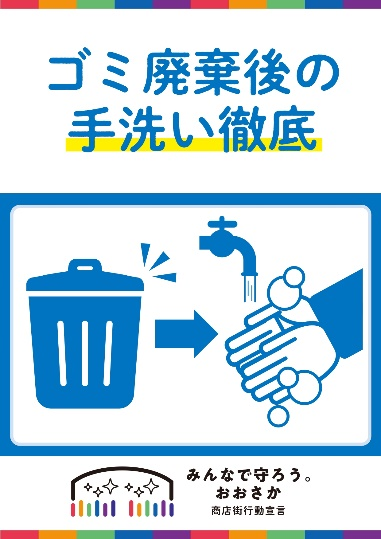 ゴミ廃棄後の
手洗い徹底
みんなで守ろう。
おおさか
商店街行動宣言